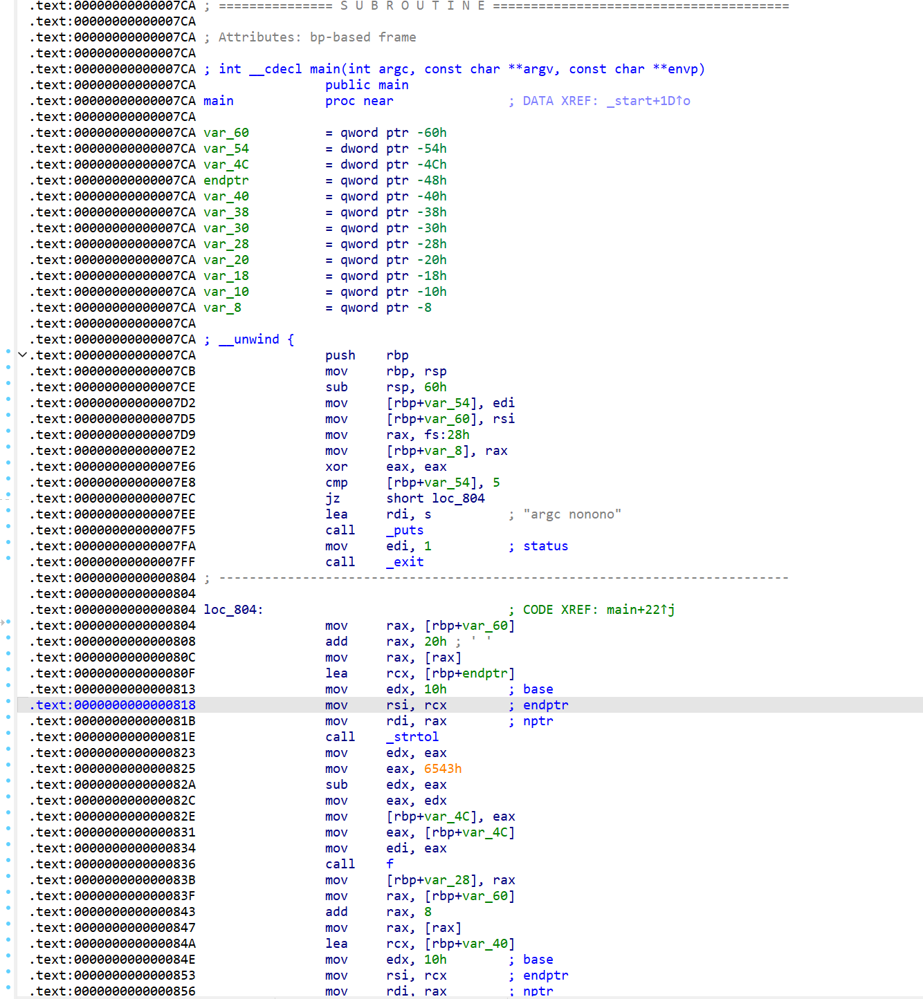 .text:00000000000007CA ; =============== S U B R O U T I N E =======================================
.text:00000000000007CA
.text:00000000000007CA ; Attributes: bp-based frame
.text:00000000000007CA
.text:00000000000007CA ; int __cdecl main(int argc, const char **argv, const char **envp)
.text:00000000000007CA                 public main
.text:00000000000007CA main            proc near               ; DATA XREF: _start+1D↑o
.text:00000000000007CA
.text:00000000000007CA var_60          = qword ptr -60h
.text:00000000000007CA var_54          = dword ptr -54h
.text:00000000000007CA var_4C          = dword ptr -4Ch
.text:00000000000007CA endptr          = qword ptr -48h
.text:00000000000007CA var_40          = qword ptr -40h
.text:00000000000007CA var_38          = qword ptr -38h
.text:00000000000007CA var_30          = qword ptr -30h
.text:00000000000007CA var_28          = qword ptr -28h
.text:00000000000007CA var_20          = qword ptr -20h
.text:00000000000007CA var_18          = qword ptr -18h
.text:00000000000007CA var_10          = qword ptr -10h
.text:00000000000007CA var_8           = qword ptr -8
.text:00000000000007CA
.text:00000000000007CA ; __unwind {
.text:00000000000007CA                 push    rbp
.text:00000000000007CB                 mov     rbp, rsp
.text:00000000000007CE                 sub     rsp, 60h
.text:00000000000007D2                 mov     [rbp+var_54], edi
.text:00000000000007D5                 mov     [rbp+var_60], rsi
.text:00000000000007D9                 mov     rax, fs:28h
.text:00000000000007E2                 mov     [rbp+var_8], rax
.text:00000000000007E6                 xor     eax, eax
.text:00000000000007E8                 cmp     [rbp+var_54], 5
.text:00000000000007EC                 jz      short loc_804
.text:00000000000007EE                 lea     rdi, s          ; "argc nonono"
.text:00000000000007F5                 call    _puts
.text:00000000000007FA                 mov     edi, 1          ; status
.text:00000000000007FF                 call    _exit
.text:0000000000000804 ; ---------------------------------------------------------------------------
.text:0000000000000804
.text:0000000000000804 loc_804:                                ; CODE XREF: main+22↑j
.text:0000000000000804                 mov     rax, [rbp+var_60]
.text:0000000000000808                 add     rax, 20h ; ' '
.text:000000000000080C                 mov     rax, [rax]
.text:000000000000080F                 lea     rcx, [rbp+endptr]
.text:0000000000000813                 mov     edx, 10h        ; base
.text:0000000000000818                 mov     rsi, rcx        ; endptr
.text:000000000000081B                 mov     rdi, rax        ; nptr
.text:000000000000081E                 call    _strtol
.text:0000000000000823                 mov     edx, eax
.text:0000000000000825                 mov     eax, 6543h
.text:000000000000082A                 sub     edx, eax
.text:000000000000082C                 mov     eax, edx
.text:000000000000082E                 mov     [rbp+var_4C], eax
.text:0000000000000831                 mov     eax, [rbp+var_4C]
.text:0000000000000834                 mov     edi, eax
.text:0000000000000836                 call    f
.text:000000000000083B                 mov     [rbp+var_28], rax
.text:000000000000083F                 mov     rax, [rbp+var_60]
.text:0000000000000843                 add     rax, 8
.text:0000000000000847                 mov     rax, [rax]
.text:000000000000084A                 lea     rcx, [rbp+var_40]
.text:000000000000084E                 mov     edx, 10h        ; base
.text:0000000000000853                 mov     rsi, rcx        ; endptr
.text:0000000000000856                 mov     rdi, rax        ; nptr